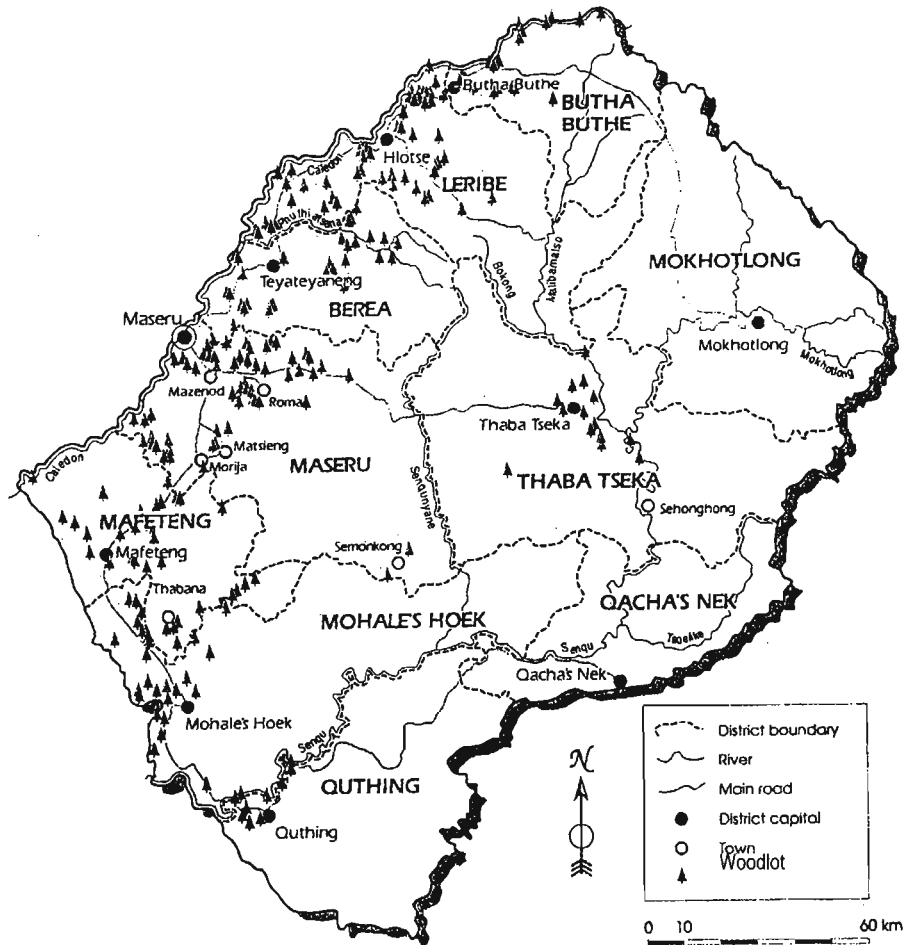 Butha Buthe
BUTHA
BUTHE
Hlotse
Caledon
LERIBE
Phuthiatsana
Bokong
Malibamatso
MOKHOTLONG
Teyateyaneng
BEREA
Maseru
Mokhotlong
Mokhotlong
Mazenod
Roma
Thaba Tseka
Matsieng
Morija
MASERU
Caledon
Senqunyane
THABA TSEKA
Sehonghong
MAFETENG
Mafeteng
Semonkong
Thabana
QACHA'S NEK
MOHALE'S HOEK
Senqu
Tsoelike
Qacha's Nek
Mohale's Hoek
Senqu
QUTHING
Quthing
N
District boundary
River
Main road
District capital
Town
Woodlot
0 10 60 km